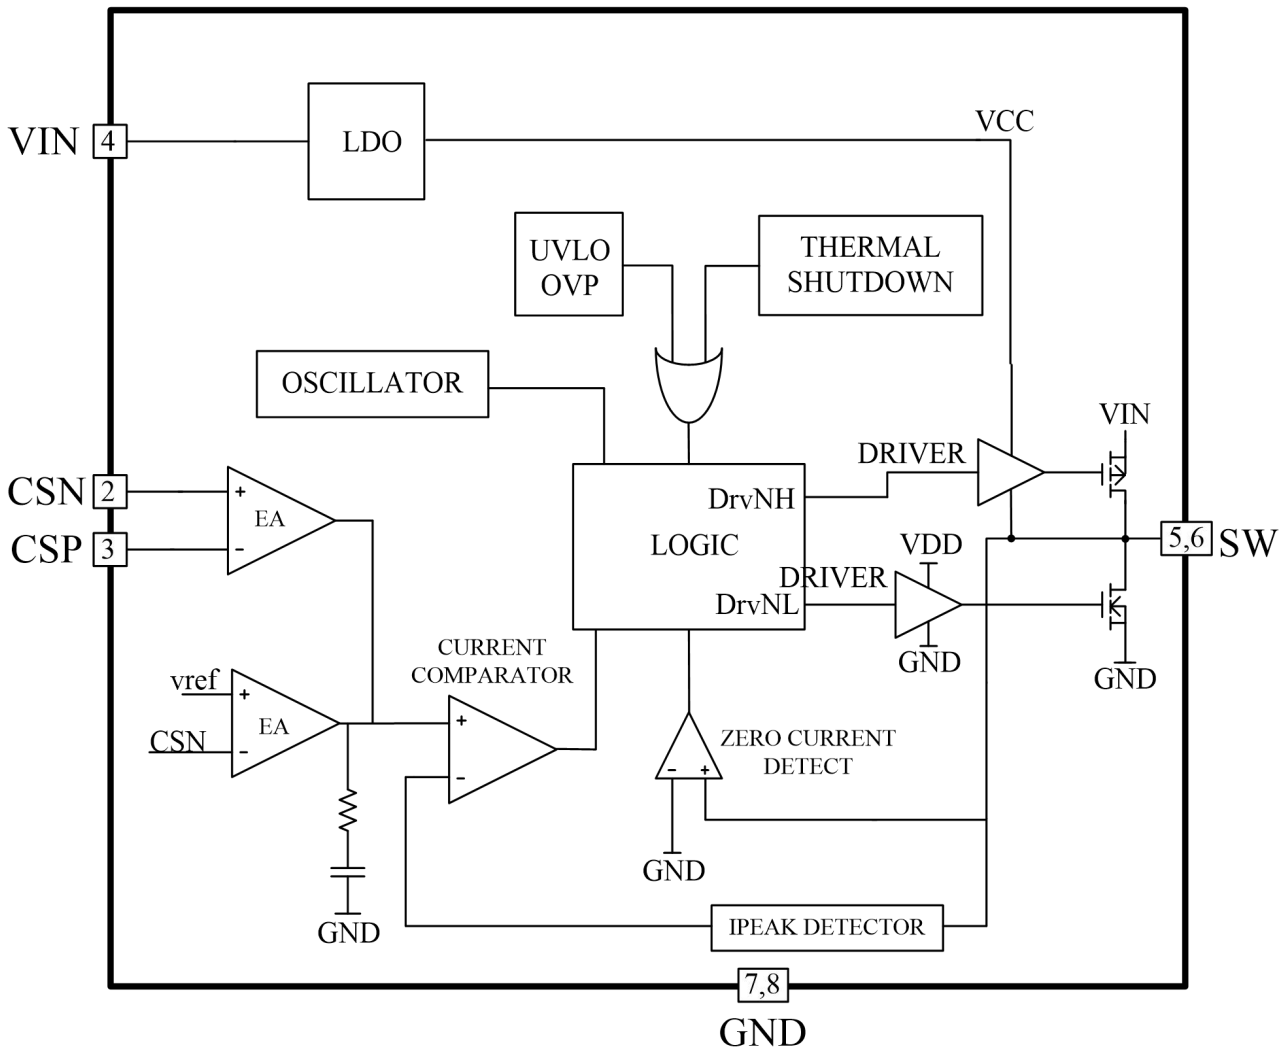 VCC
VIN 4
LDO
UVLO
OVP
THERMAL
SHUTDOWN
OSCILLATOR
VIN
DRIVER
CSN 2
+
EA
-
CSP 3
DrvNH
LOGIC
DrvNL
VDD
5,6 SW
DRIVER
GND
GND
CURRENT
COMPARATOR
vref
+
EA
CSN
-
+
-
ZERO CURRENT
DETECT
- +
GND
GND
IPEAK DETECTOR
7,8
GND